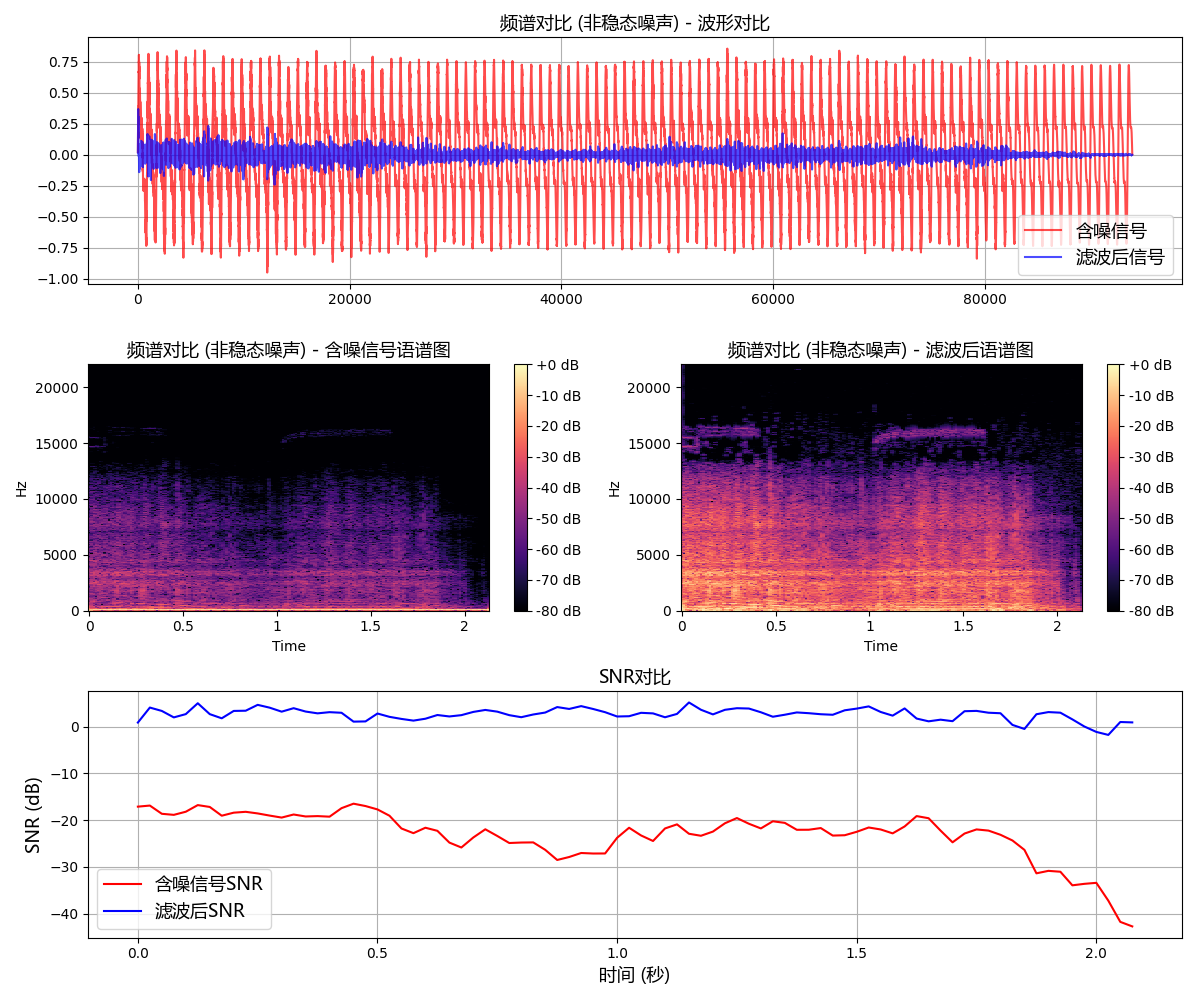 频谱对比 (非稳态噪声) - 波形对比
0.75
0.50
0.25
0.00
−0.25
−0.50
−0.75
−1.00
含噪信号
滤波后信号
0 20000 40000 60000 80000
频谱对比 (非稳态噪声) - 含噪信号语谱图
Hz
20000
15000
10000
5000
0
0 0.5 1 1.5 2
Time
+0 dB
-10 dB
-20 dB
-30 dB
-40 dB
-50 dB
-60 dB
-70 dB
-80 dB
频谱对比 (非稳态噪声) - 滤波后语谱图
Hz
20000
15000
10000
5000
0
0 0.5 1 1.5 2
Time
+0 dB
-10 dB
-20 dB
-30 dB
-40 dB
-50 dB
-60 dB
-70 dB
-80 dB
SNR对比
SNR (dB)
0
−10
−20
−30
−40
含噪信号SNR
滤波后SNR
0.0 0.5 1.0 1.5 2.0
时间 (秒)